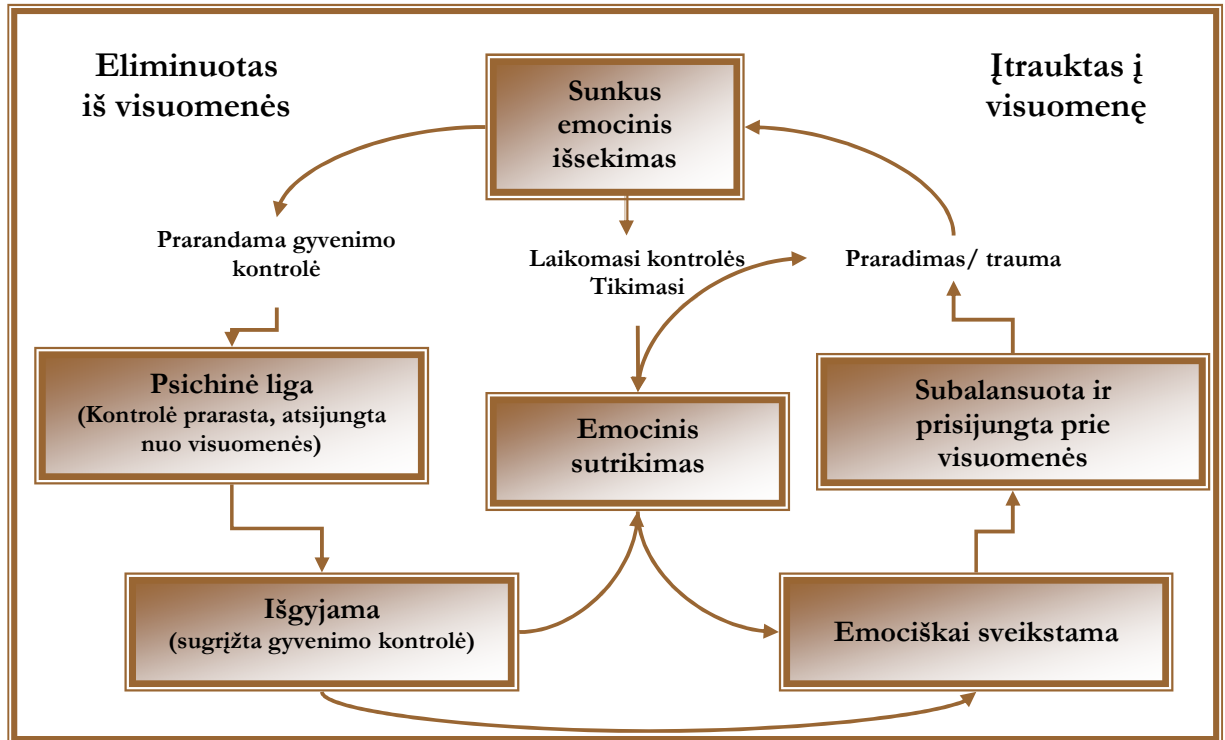 Eliminuotas
iš visuomenės
Sunkus
emocinis
išsekimas
Įtrauktas į
visuomenę
Prarandama gyvenimo
kontrolė
Laikomasi kontrolės
Tikimasi
Praradimas/ trauma
Psichinė liga
(Kontrolė prarasta, atsijungta
nuo visuomenės)
Emocinis
sutrikimas
Subalansuota ir
prisijungta prie
visuomenės
Išgyjama
(sugrįžta gyvenimo kontrolė)
Emociškai sveikstama